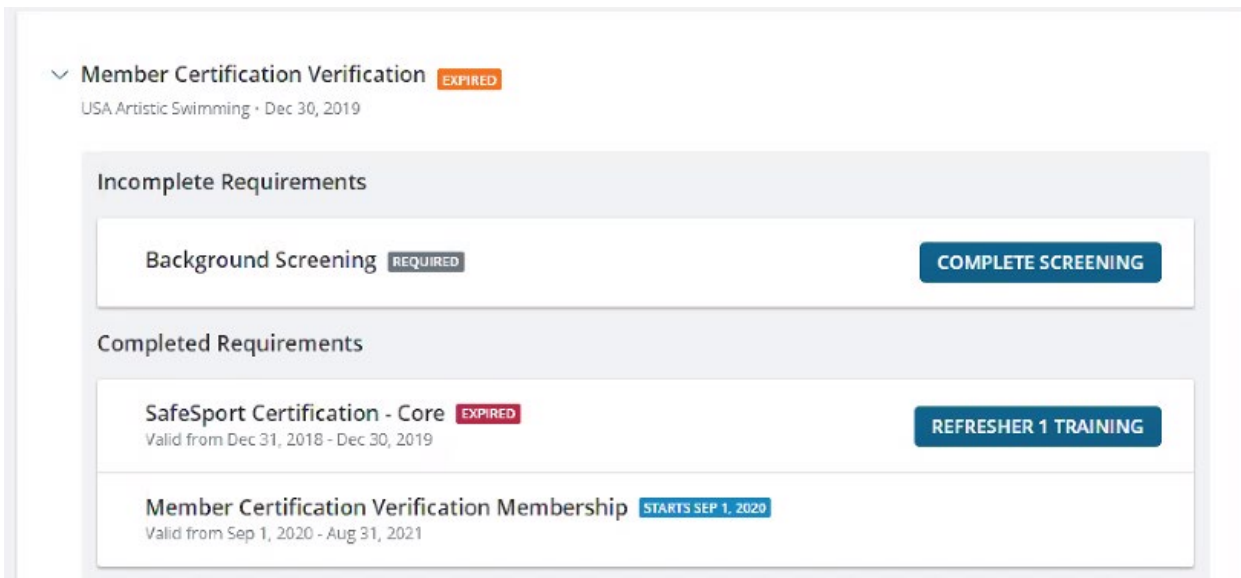 Member Certification Verification EXPIRED
USA Artistic Swimming • Dec 30, 2019
Incomplete Requirements
Background Screening REQUIRED
COMPLETE SCREENING
Completed Requirements
SafeSport Certification - Core EXPIRED
Valid from Dec 31, 2018 - Dec 30, 2019
REFRESHER 1 TRAINING
Member Certification Verification Membership STARTS SEP 1, 2020
Valid from Sep 1, 2020 - Aug 31, 2021